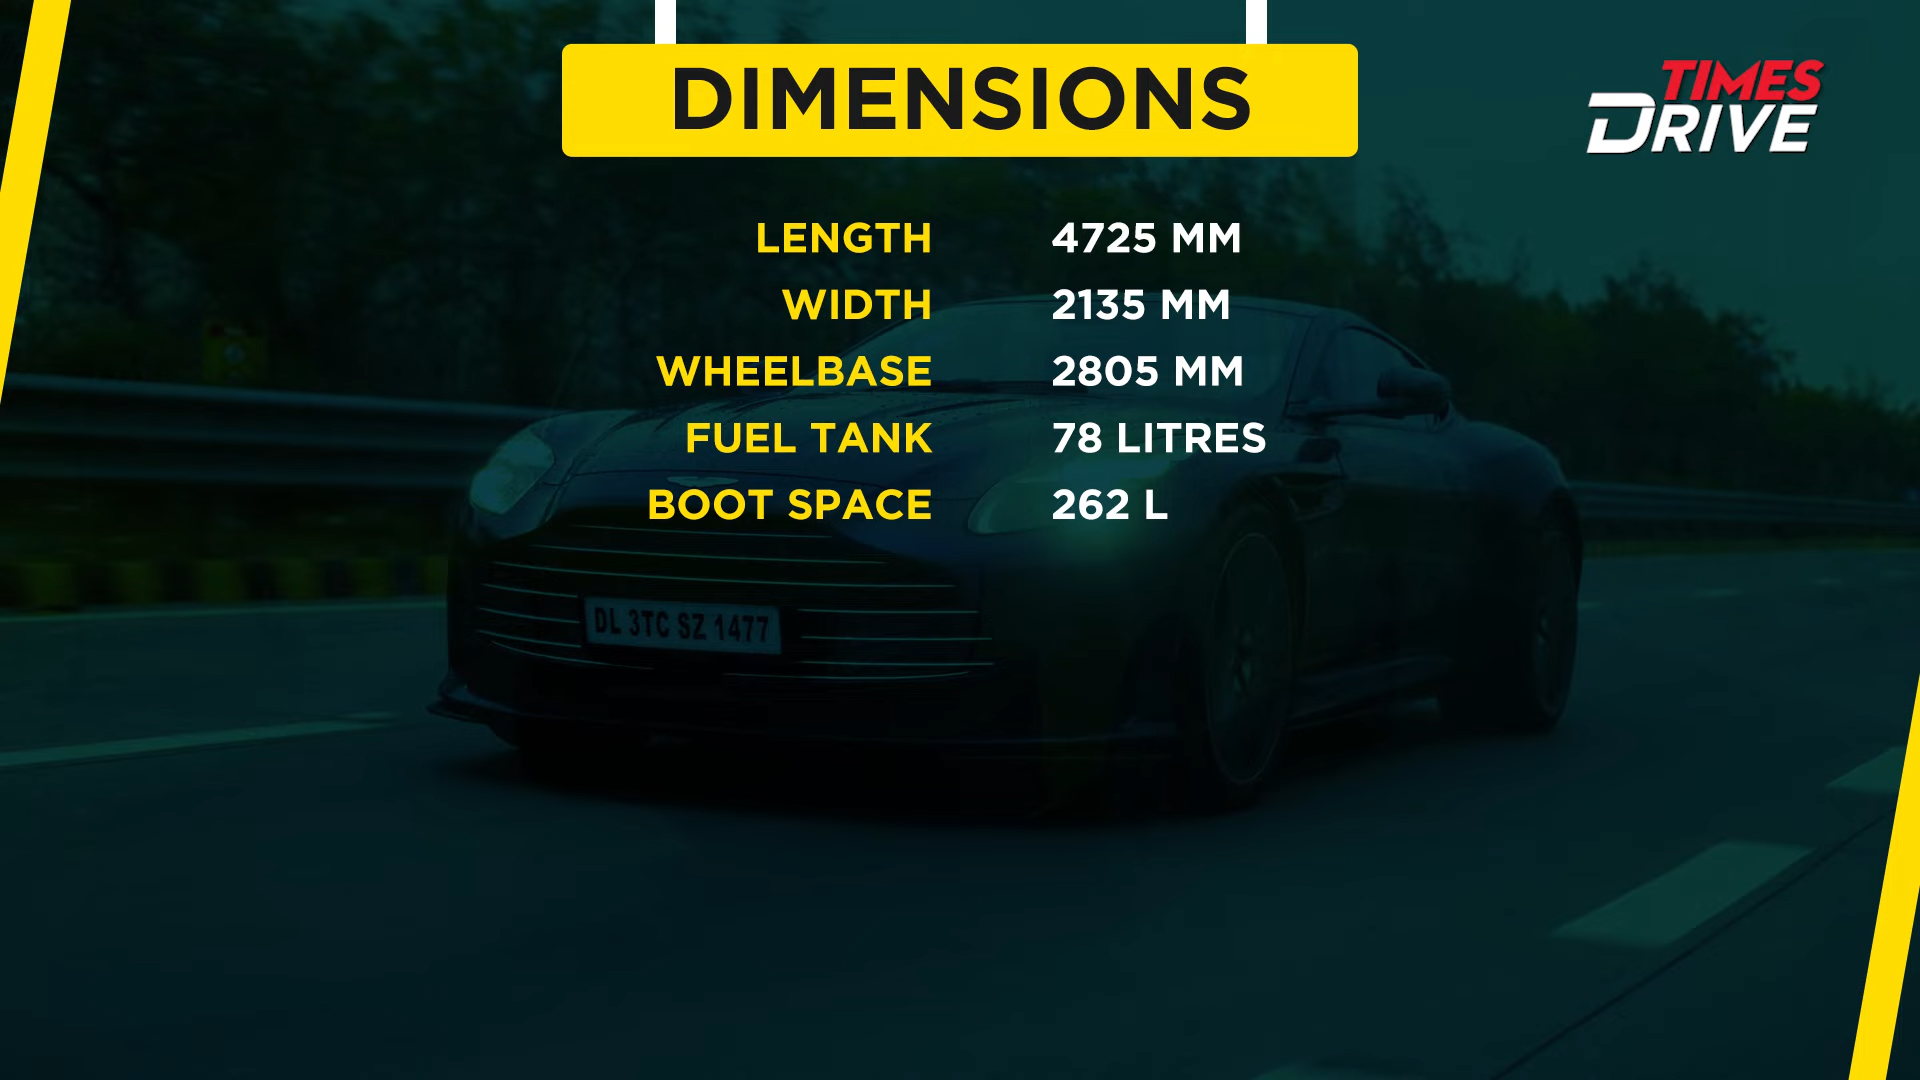 DIMENSIONS
TIMES
DRIVE
LENGTH 4725 MM
WIDTH 2135 MM
WHEELBASE 2805 MM
FUEL TANK 78 LITRES
BOOT SPACE 262 L
DL 3TC SZ 1477